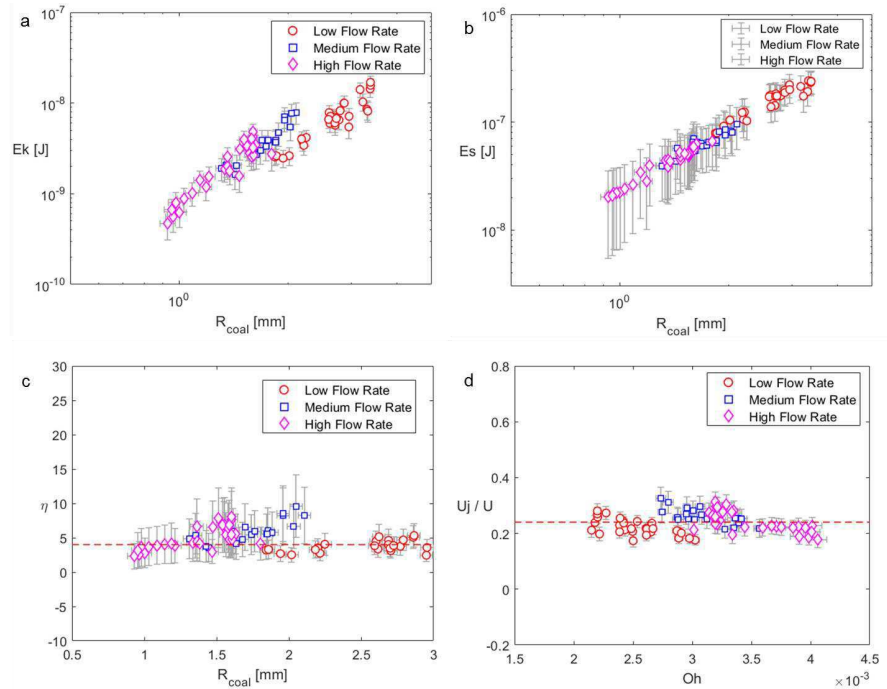 a
10^-7
10^-8
10^-9
10^-10
Ek [J]
10^0
R_coal [mm]
Low Flow Rate
Medium Flow Rate
High Flow Rate
b
10^-6
10^-7
10^-8
Es [J]
10^0
R_coal [mm]
Low Flow Rate
Medium Flow Rate
High Flow Rate
c
30
25
20
15
10
5
0
-5
-10
η
0.5 1 1.5 2 2.5 3
R_coal [mm]
Low Flow Rate
Medium Flow Rate
High Flow Rate
d
0.8
0.6
0.4
0.2
0
-0.2
Uj / U
1.5 2 2.5 3 3.5 4 4.5
Oh
× 10^-3
Low Flow Rate
Medium Flow Rate
High Flow Rate